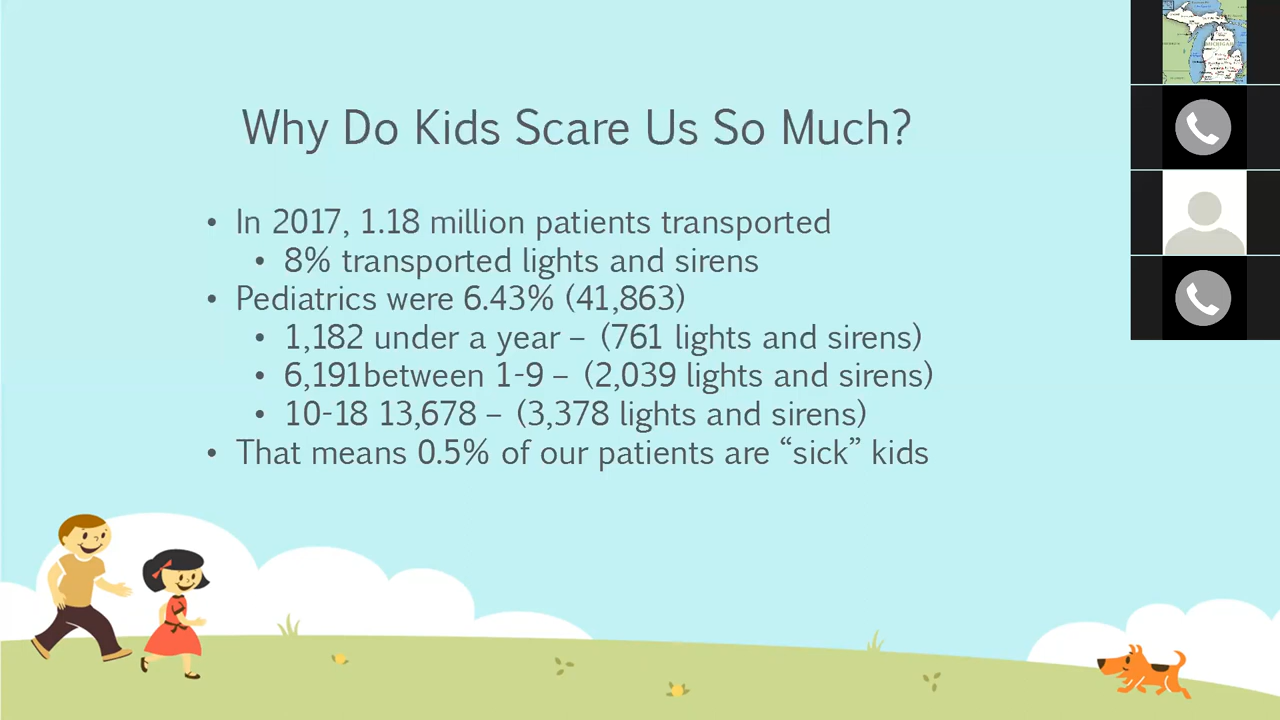 Why Do Kids Scare Us So Much?
• In 2017, 1.18 million patients transported
• 8% transported lights and sirens
• Pediatrics were 6.43% (41,863)
• 1,182 under a year – (761 lights and sirens)
• 6,191between 1-9 – (2,039 lights and sirens)
• 10-18 13,678 – (3,378 lights and sirens)
• That means 0.5% of our patients are “sick” kids